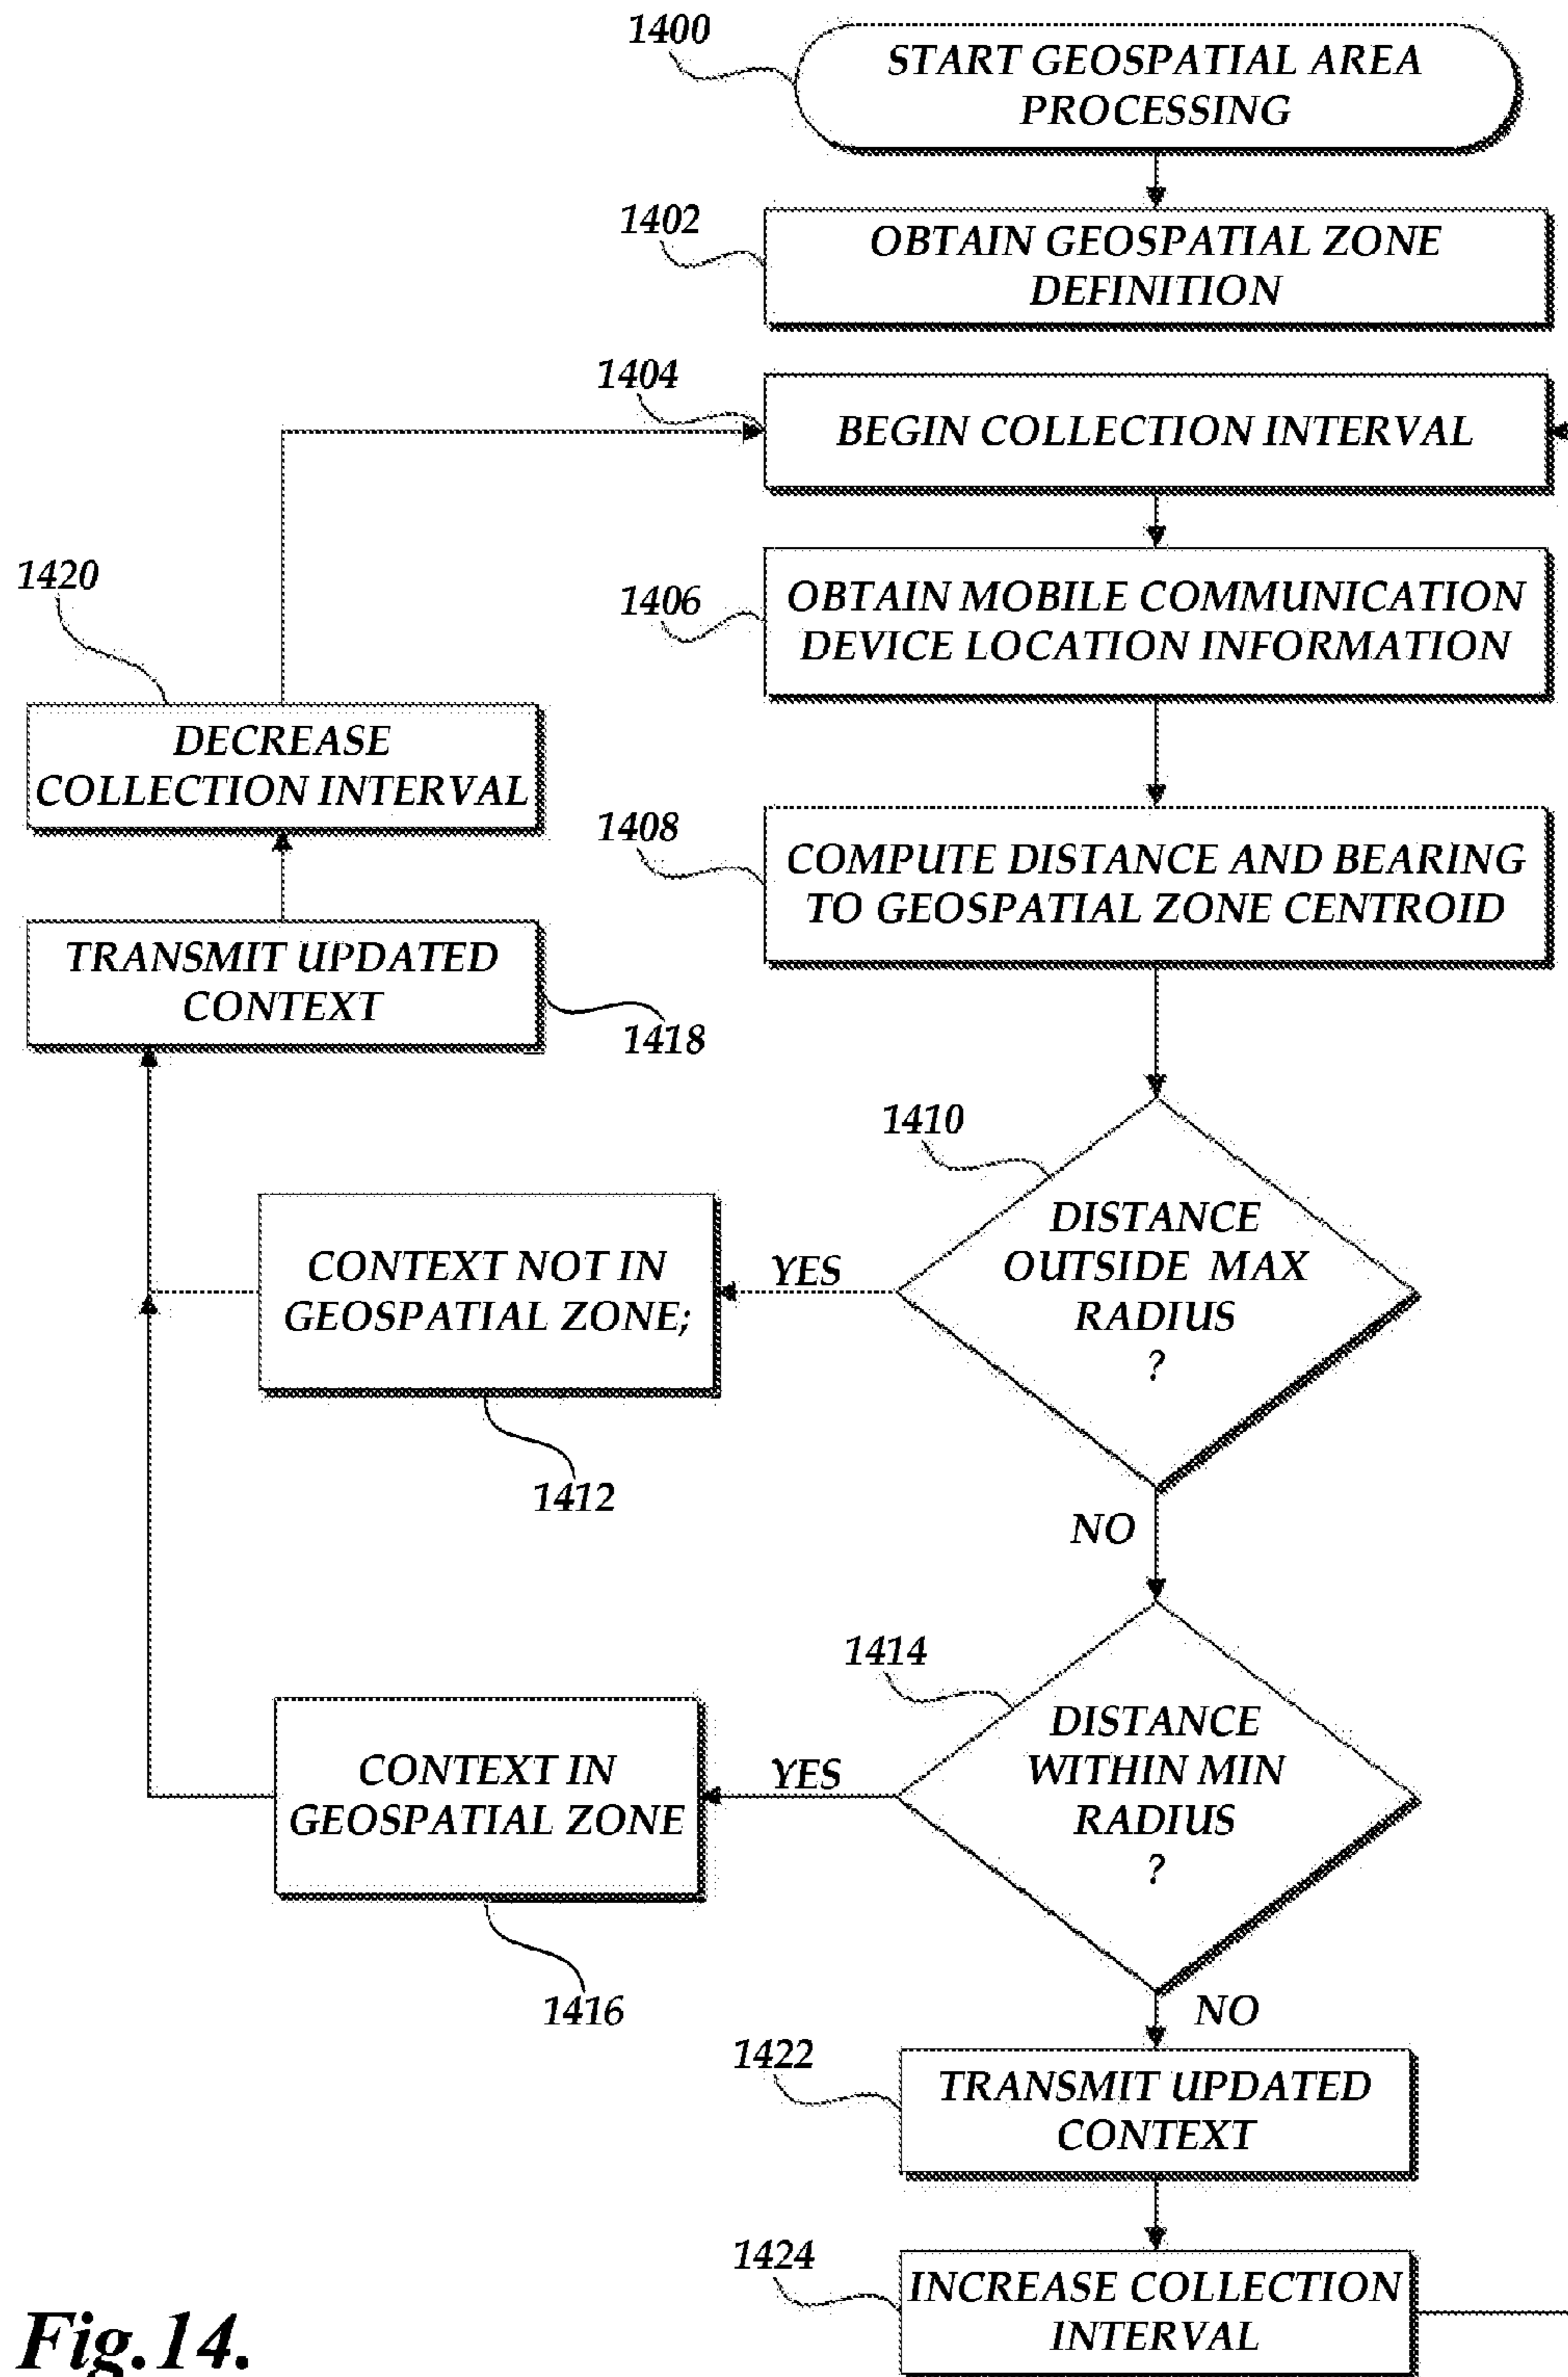 1400
START GEOSPATIAL AREA
PROCESSING
1402
OBTAIN GEOSPATIAL ZONE
DEFINITION
1404
BEGIN COLLECTION INTERVAL
1406
OBTAIN MOBILE COMMUNICATION
DEVICE LOCATION INFORMATION
1420
DECREASE
COLLECTION INTERVAL
1408
COMPUTE DISTANCE AND BEARING
TO GEOSPATIAL ZONE CENTROID
TRANSMIT UPDATED
CONTEXT
1418
1410
DISTANCE
OUTSIDE MAX
RADIUS
?
YES
CONTEXT NOT IN
GEOSPATIAL ZONE;
1412
NO
1414
DISTANCE
WITHIN MIN
RADIUS
?
YES
CONTEXT IN
GEOSPATIAL ZONE
1416
NO
1422
TRANSMIT UPDATED
CONTEXT
1424
INCREASE COLLECTION
INTERVAL
Fig.14.